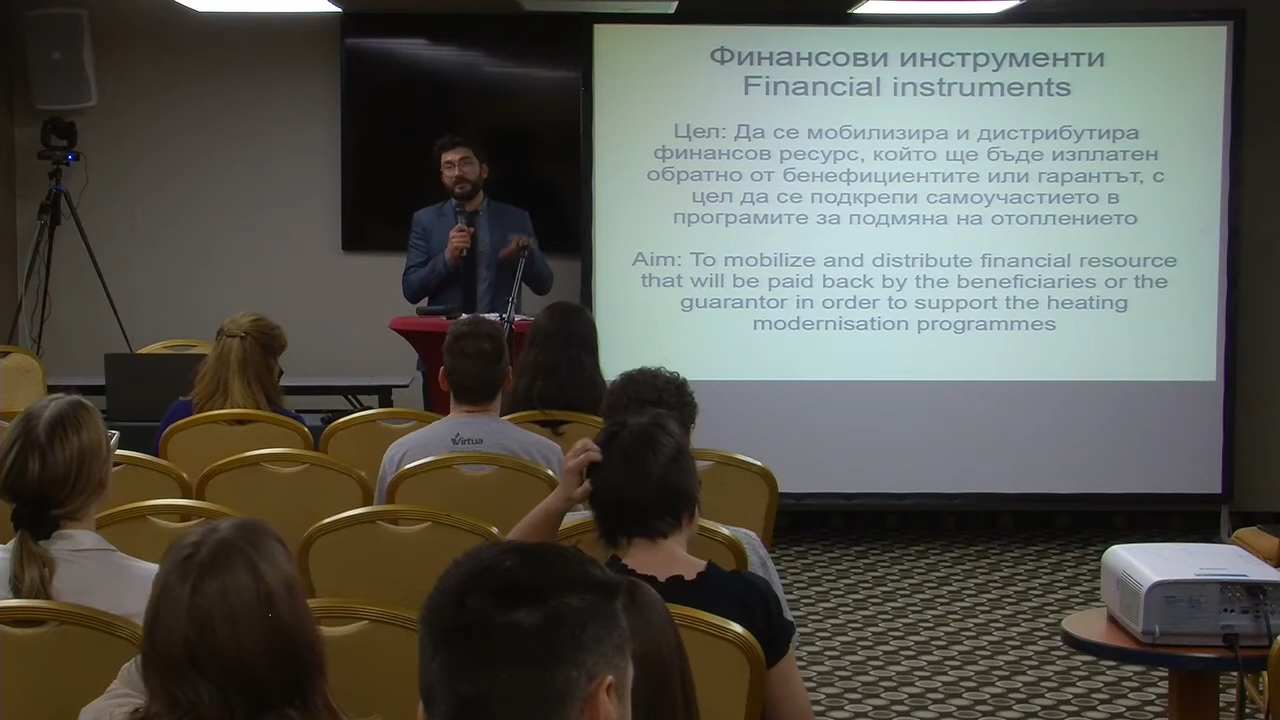 Финансови инструменти
Financial instruments
Цел: Да се мобилизира и дистрибутира
финансов ресурс, който ще бъде изплатен
обратно от бенефициентите или гарантът, с
цел да се подкрепи самоучастието в
програмите за подмяна на отоплението
Aim: To mobilize and distribute financial resource
that will be paid back by the beneficiaries or the
guarantor in order to support the heating
modernisation programmes
Virtua